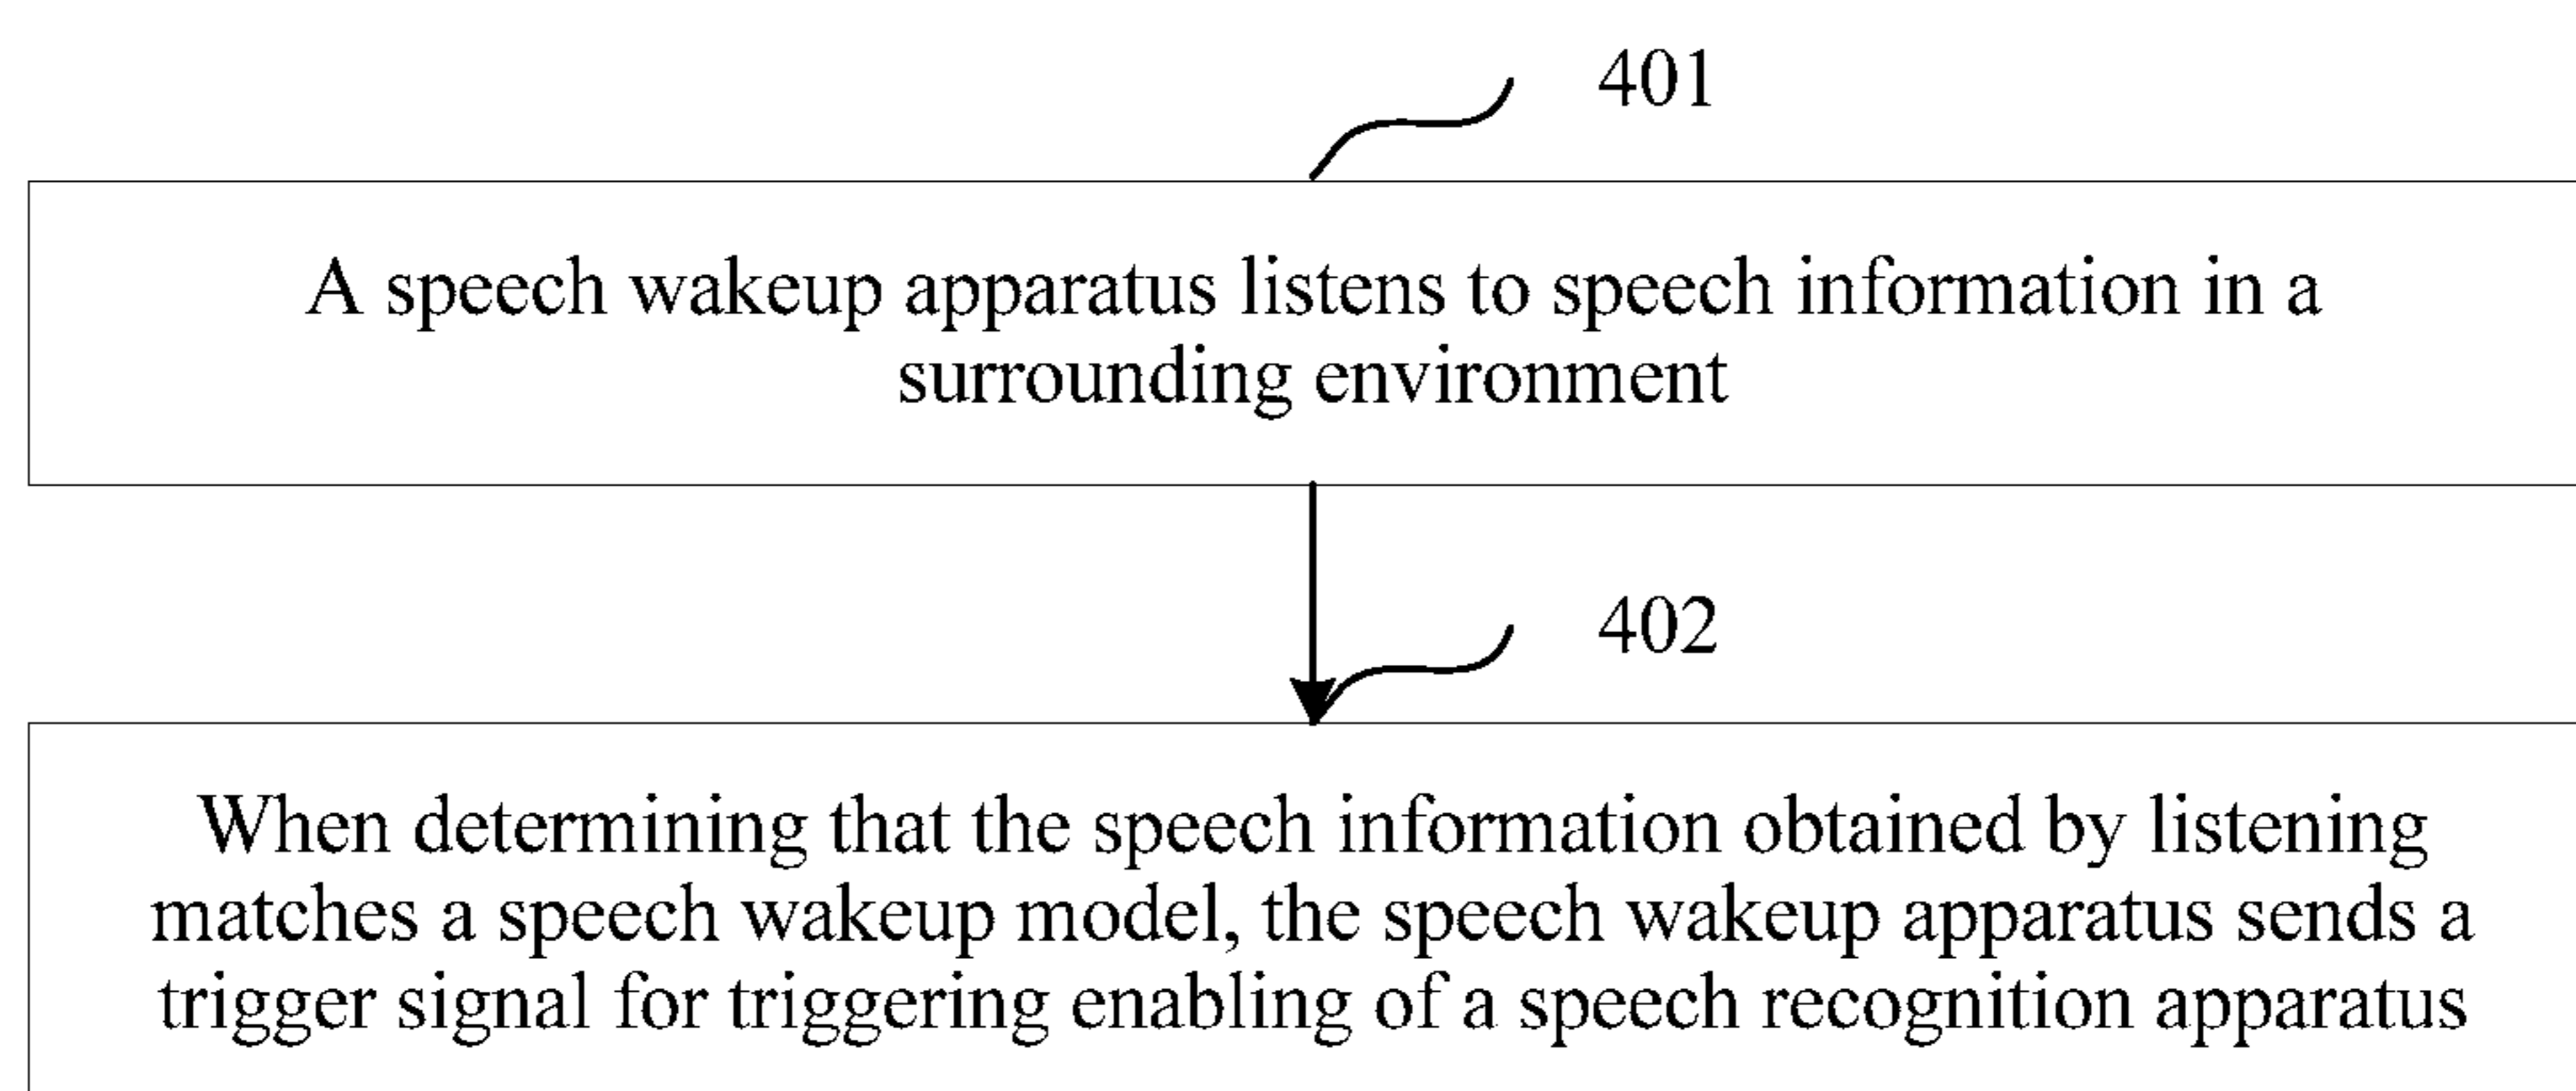 401
A speech wakeup apparatus listens to speech information in a
surrounding environment
402
When determining that the speech information obtained by listening
matches a speech wakeup model, the speech wakeup apparatus sends a
trigger signal for triggering enabling of a speech recognition apparatus